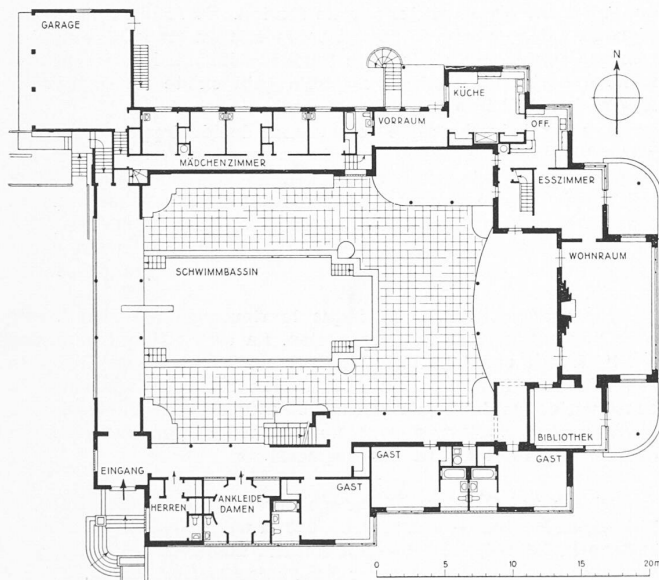 GARAGE
N
KÜCHE
VORRAUM
OFF.
MÄDCHENZIMMER
ESSZIMMER
WOHNRAUM
SCHWIMMBASSIN
BIBLIOTHEK
EINGANG
GAST
GAST
HERREN
ANKLEIDE
DAMEN
GAST
0 5 10 15 20m